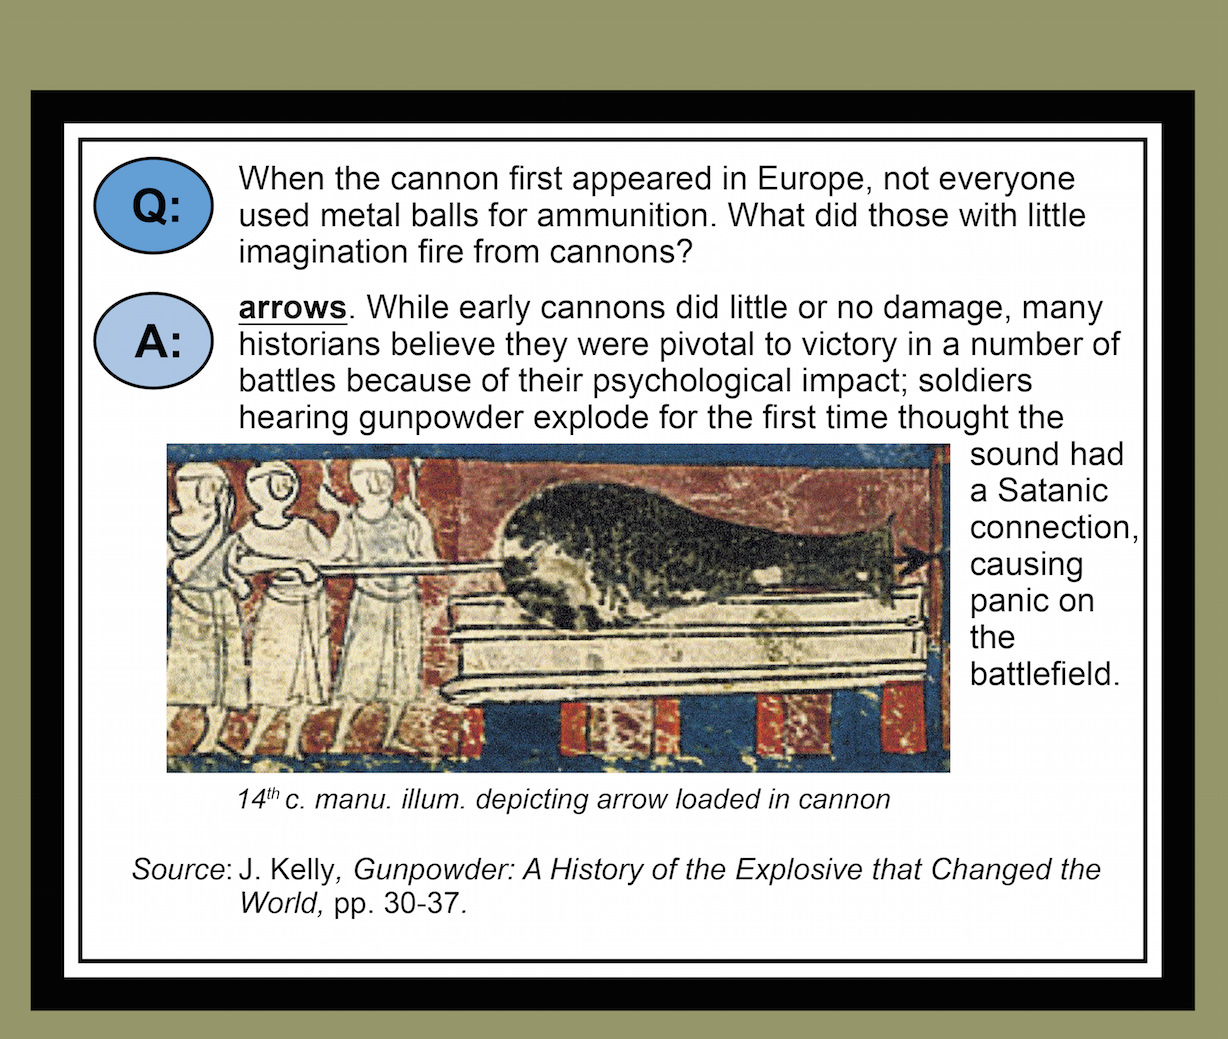 Q:
When the cannon first appeared in Europe, not everyone
used metal balls for ammunition. What did those with little
imagination fire from cannons?
A:
arrows. While early cannons did little or no damage, many
historians believe they were pivotal to victory in a number of
battles because of their psychological impact; soldiers
hearing gunpowder explode for the first time thought the
sound had
a Satanic
connection,
causing
panic on
the
battlefield.
14th c. manu. illum. depicting arrow loaded in cannon
Source: J. Kelly, Gunpowder: A History of the Explosive that Changed the
World, pp. 30-37.